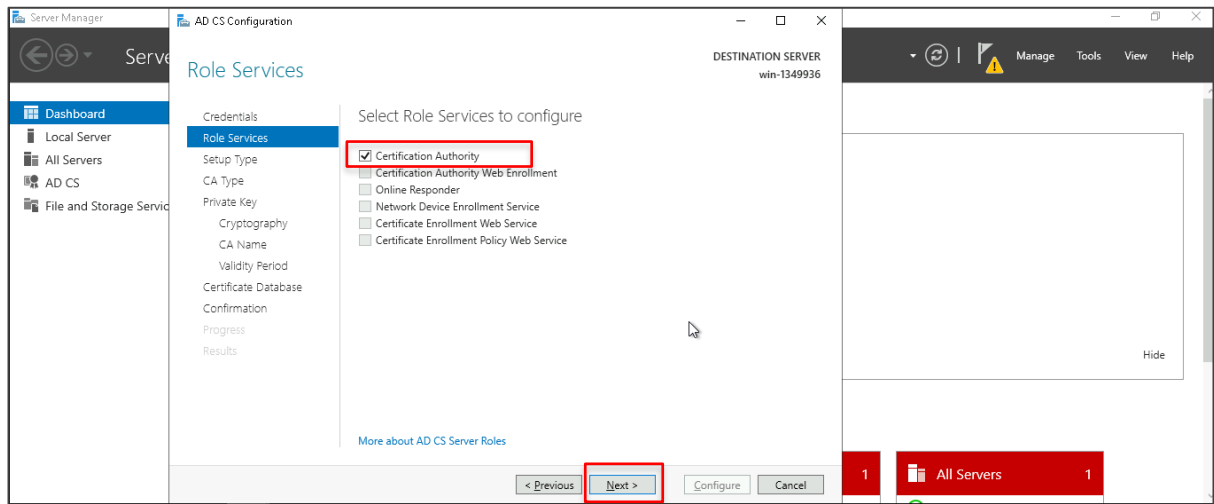 Server Manager
AD CS Configuration
Serve
Manage
Tools
View
Help
Role Services
DESTINATION SERVER
win-1349936
Dashboard
Local Server
All Servers
AD CS
File and Storage Servic
Credentials
Role Services
Setup Type
CA Type
Private Key
Cryptography
CA Name
Validity Period
Certificate Database
Confirmation
Progress
Results
Select Role Services to configure
Certification Authority
Certification Authority Web Enrollment
Online Responder
Network Device Enrollment Service
Certificate Enrollment Web Service
Certificate Enrollment Policy Web Service
More about AD CS Server Roles
< Previous
Next >
Configure
Cancel
Hide
1
All Servers
1